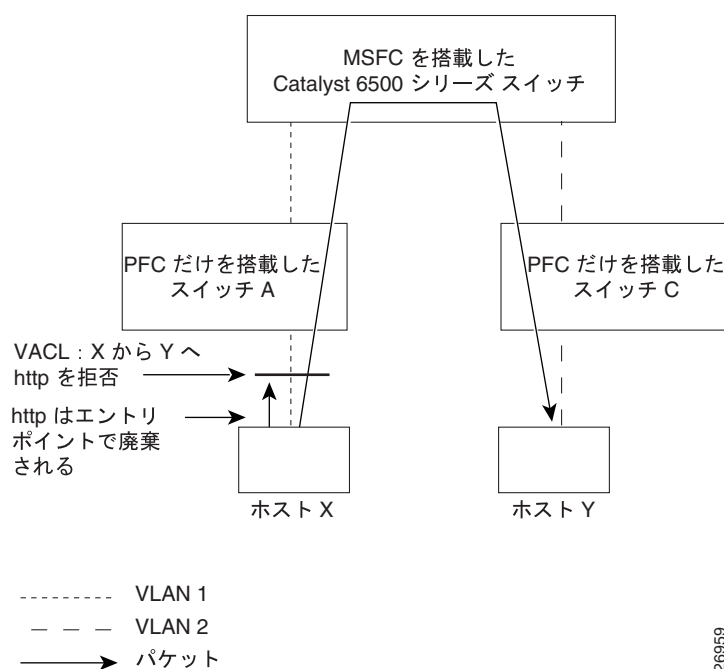 MSFC を搭載した
Catalyst 6500 シリーズ スイッチ
PFC だけを搭載した
スイッチ A
PFC だけを搭載した
スイッチ C
VACL：X から Y へ
http を拒否
http はエントリ
ポイントで廃棄
される
ホスト X
ホスト Y
VLAN 1
VLAN 2
パケット
26959